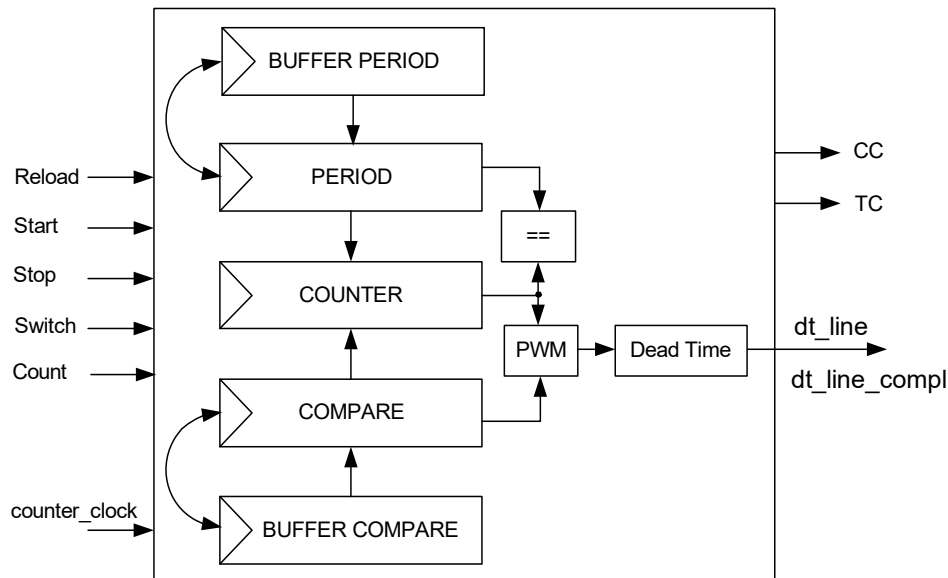 BUFFER PERIOD
PERIOD
COUNTER
COMPARE
BUFFER COMPARE
==
PWM
Dead Time
Reload
Start
Stop
Switch
Count
counter_clock
CC
TC
dt_line
dt_line_compl